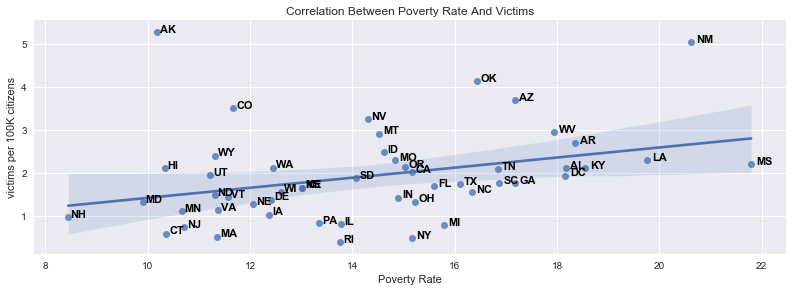 Correlation Between Poverty Rate And Victims
victims per 100K citizens
5
4
3
2
1
AK
NM
OK
AZ
CO
NV
WV
MT
AR
ID
WY
MO
LA
MS
HI
WA
OR
CA
TN
AL
KY
DC
UT
SD
TX
SC
GA
FL
NC
WI
ND
VT
DE
NE
IN
OH
MD
NH
MN
VA
IA
PA
IL
MI
NJ
CT
MA
RI
NY
8
10
12
14
16
18
20
22
Poverty Rate